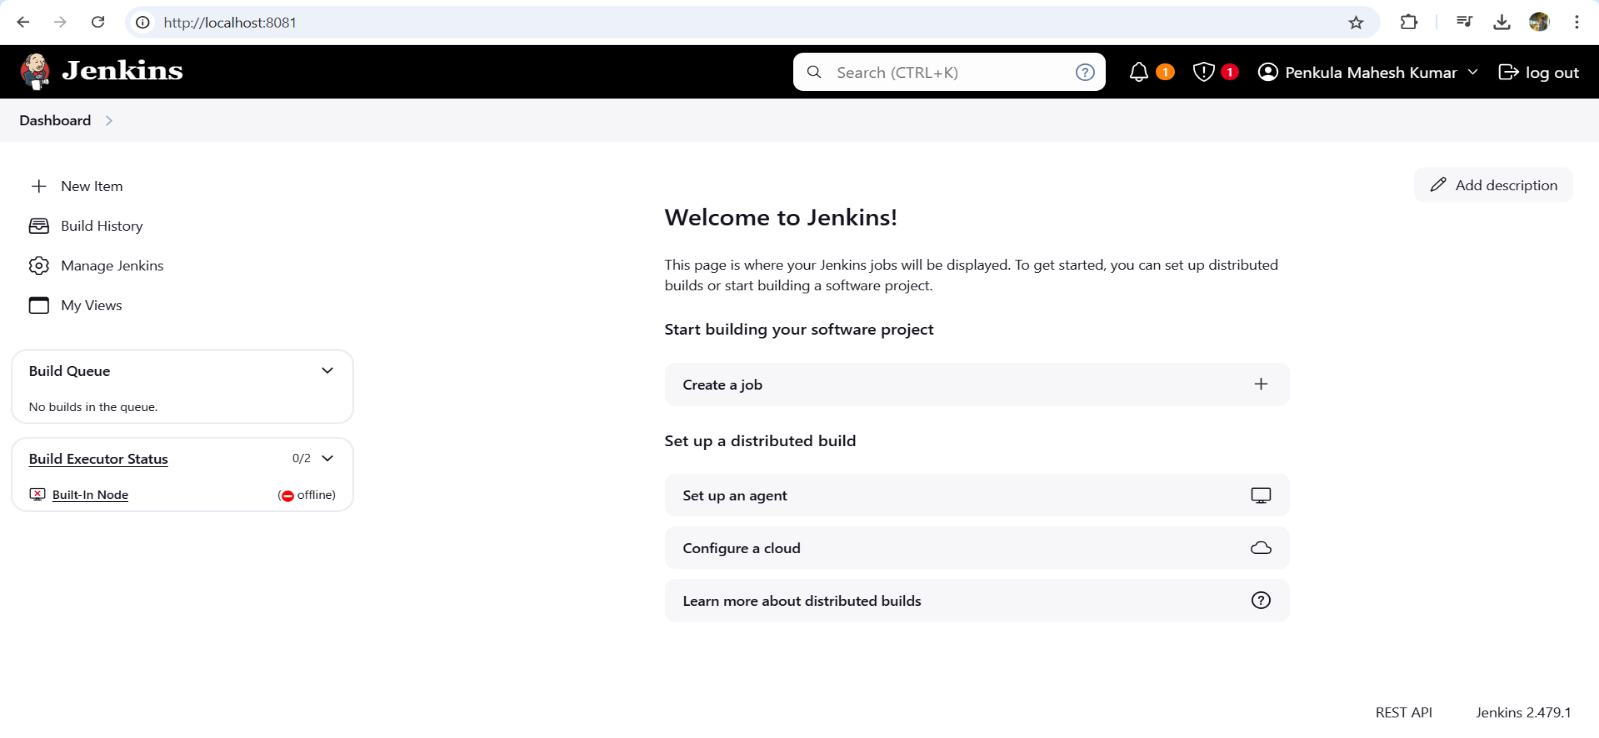 http://localhost:8081
Jenkins
Search (CTRL+K)
1
1
Penkula Mahesh Kumar
log out
Dashboard
New Item
Build History
Manage Jenkins
My Views
Build Queue
No builds in the queue.
Build Executor Status
0/2
Built-In Node
(offline)
Add description
Welcome to Jenkins!
This page is where your Jenkins jobs will be displayed. To get started, you can set up distributed
builds or start building a software project.
Start building your software project
Create a job
Set up a distributed build
Set up an agent
Configure a cloud
Learn more about distributed builds
REST API
Jenkins 2.479.1